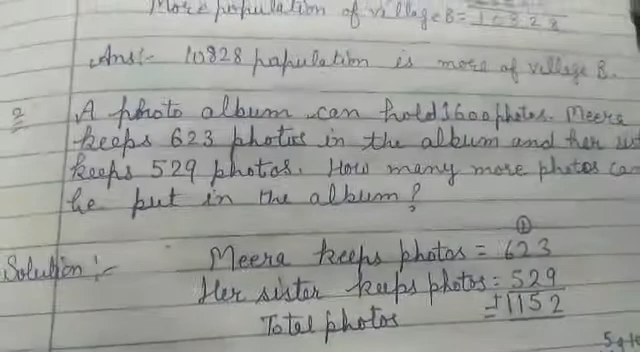 More population of village B = 10828
Ans:- 10828 papulation is more of village B.
2 A photo album can hold 1600 photos. Meera
keeps 623 photos in the album and her sist
keeps 529 photos. How many more photos can
be put in the album?
①
Solution :- Meera keeps photos = 623
Her sister keeps photos = 529
Total photos = +1152